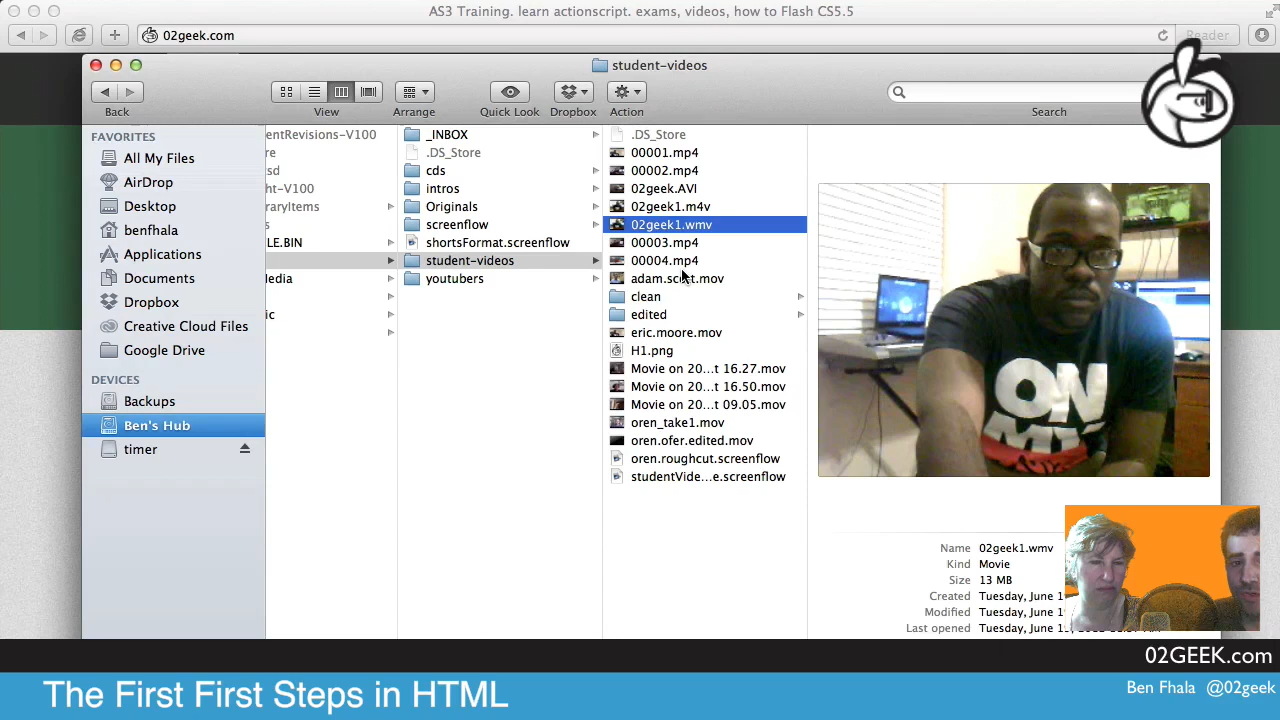 AS3 Training. learn actionscript. exams, videos, how to Flash CS5.5
02geek.com
Reader
student-videos
Back
View
Arrange
Quick Look
Dropbox
Action
Search
FAVORITES
All My Files
AirDrop
Desktop
benfhala
Applications
Documents
Dropbox
Creative Cloud Files
Google Drive
DEVICES
Backups
Ben's Hub
timer
entRevisions-V100
re
sd
ht-V100
raryItems
LE.BIN
edia
ic
_INBOX
.DS_Store
cds
intros
Originals
screenflow
shortsFormat.screenflow
student-videos
youtubers
.DS_Store
00001.mp4
00002.mp4
02geek.AVI
02geek1.m4v
02geek1.wmv
00003.mp4
00004.mp4
clean
edited
eric.moore.mov
H1.png
Movie on 20...t 16.27.mov
Movie on 20...t 16.50.mov
Movie on 20...t 09.05.mov
oren_take1.mov
oren.ofer.edited.mov
oren.roughcut.screenflow
studentVide...e.screenflow
ON
MY
Name 02geek1.wmv
Kind Movie
Size 13 MB
Created Tuesday, June 1
Modified Tuesday, June 1
Last opened Tuesday, June
02GEEK.com
The First First Steps in HTML
Ben Fhala @02geek